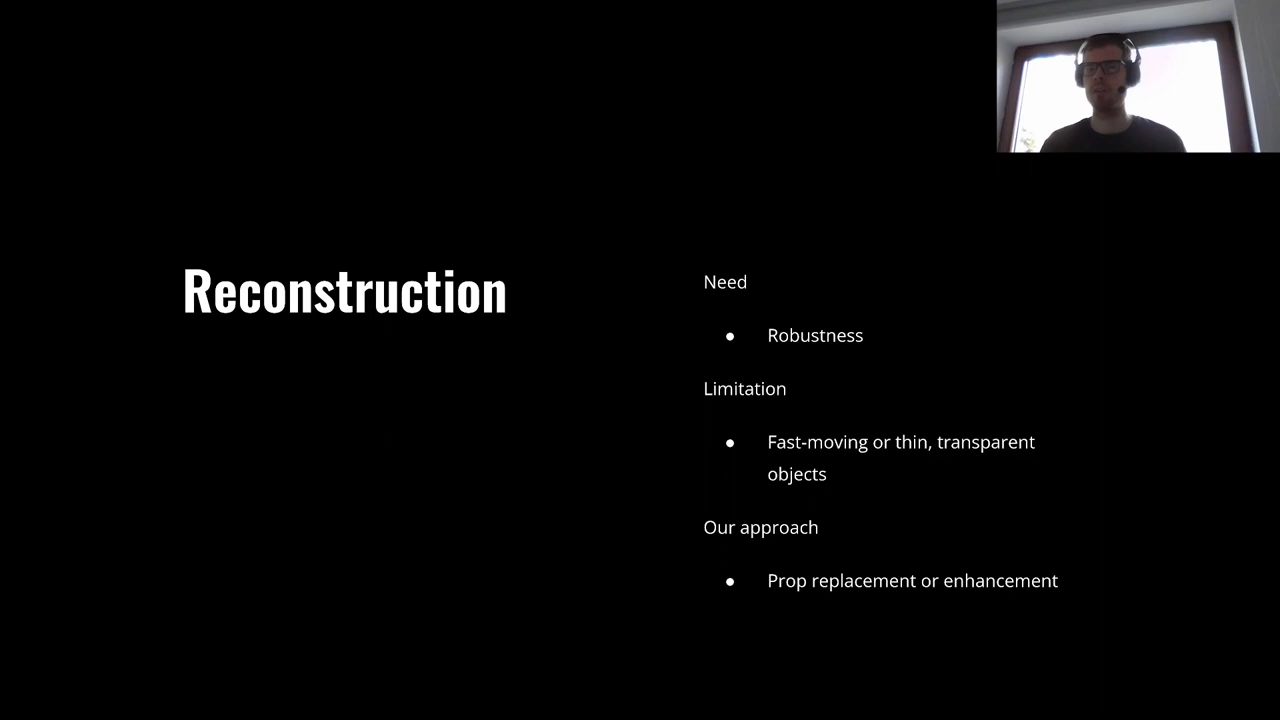 Reconstruction
Need
● Robustness
Limitation
● Fast-moving or thin, transparent
objects
Our approach
● Prop replacement or enhancement